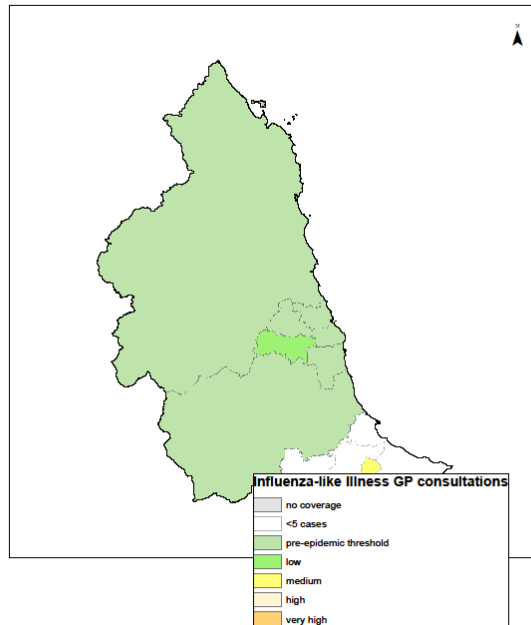 Influenza-like Illness GP consultations
no coverage
<5 cases
pre-epidemic threshold
low
medium
high
very high